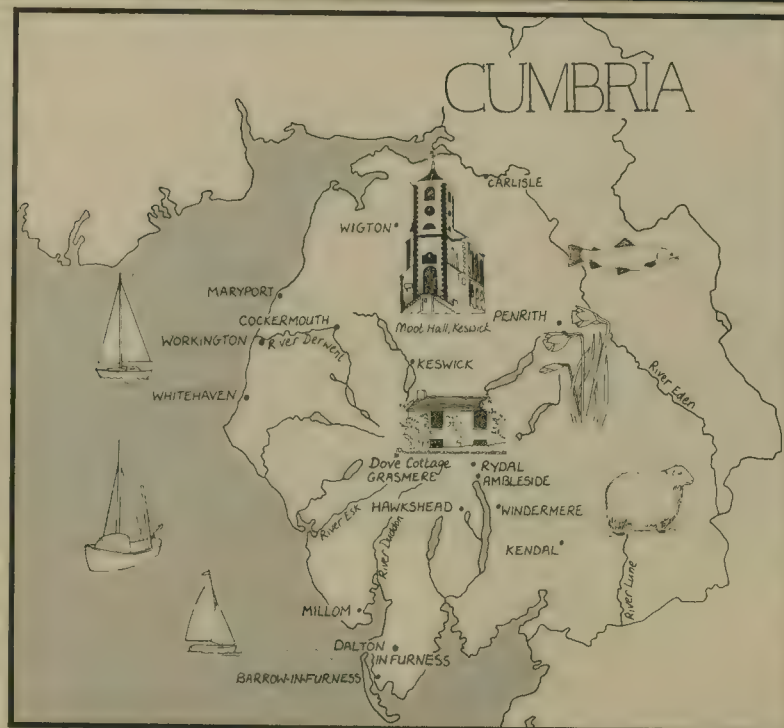 CUMBRIA
CARLISLE
WIGTON
MARYPORT
COCKERMOUTH
Moot Hall, Keswick
PENRITH
WORKINGTON
River Derwent
KESWICK
River Eden
WHITEHAVEN
Dove Cottage
GRASMERE
RYDAL
AMBLESIDE
River Esk
HAWKSHEAD
WINDERMERE
River Duddon
KENDAL
River Lune
MILLOM
DALTON
IN FURNESS
BARROW-IN-FURNESS